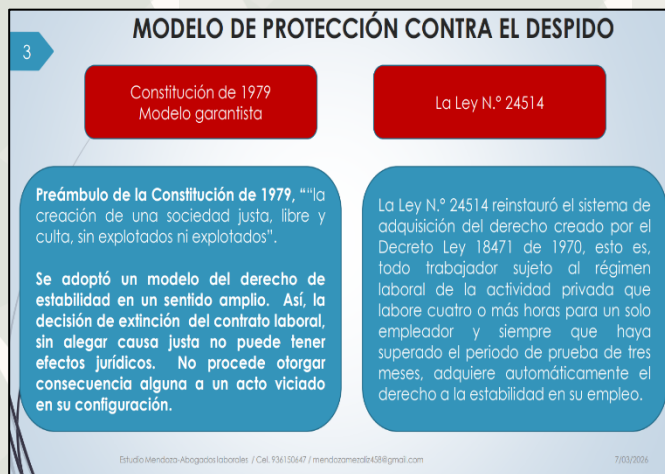 MODELO DE PROTECCIÓN CONTRA EL DESPIDO
3
Constitución de 1979
Modelo garantista
La Ley N.º 24514
Preámbulo de la Constitución de 1979, ““la
creación de una sociedad justa, libre y
culta, sin explotados ni explotados”.
Se adoptó un modelo del derecho de
estabilidad en un sentido amplio. Así, la
decisión de extinción del contrato laboral,
sin alegar causa justa no puede tener
efectos jurídicos. No procede otorgar
consecuencia alguna a un acto viciado
en su configuración.
La Ley N.º 24514 reinstauró el sistema de
adquisición del derecho creado por el
Decreto Ley 18471 de 1970, esto es,
todo trabajador sujeto al régimen
laboral de la actividad privada que
labore cuatro o más horas para un solo
empleador y siempre que haya
superado el periodo de prueba de tres
meses, adquiere automáticamente el
derecho a la estabilidad en su empleo.
Estudio Mendoza-Abogados laborales / Cel. 936150647 / mendozamezaliz458@gmail.com
7/03/2026